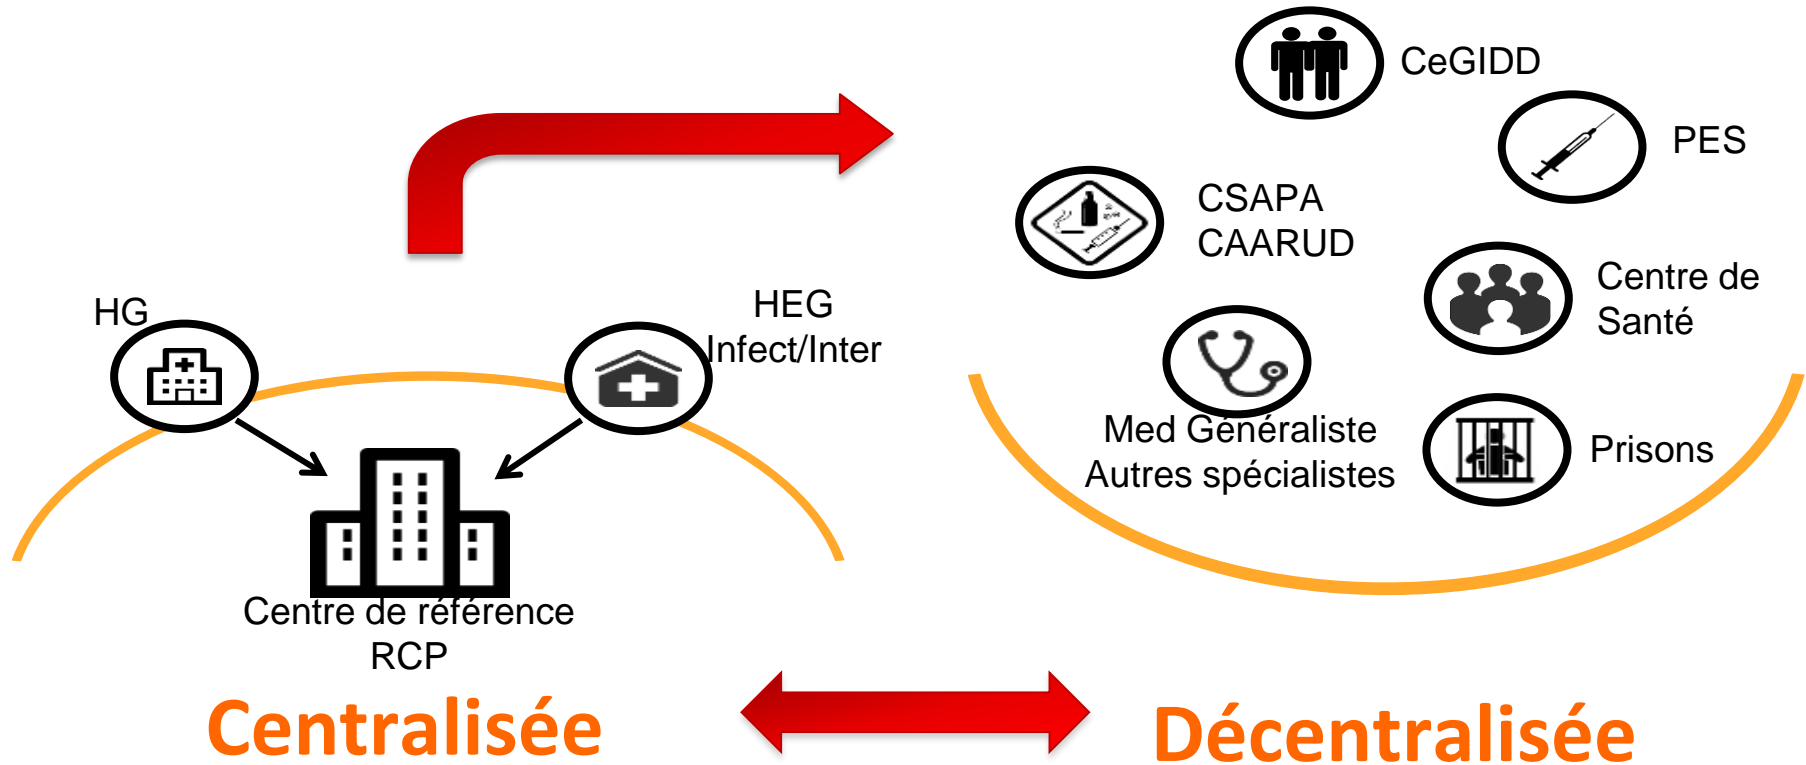 CeGIDD
PES
CSAPA
CAARUD
HG
HEG
Infect/Inter
Centre de
Santé
Med Généraliste
Autres spécialistes
Prisons
Centre de référence
RCP
Centralisée
Décentralisée